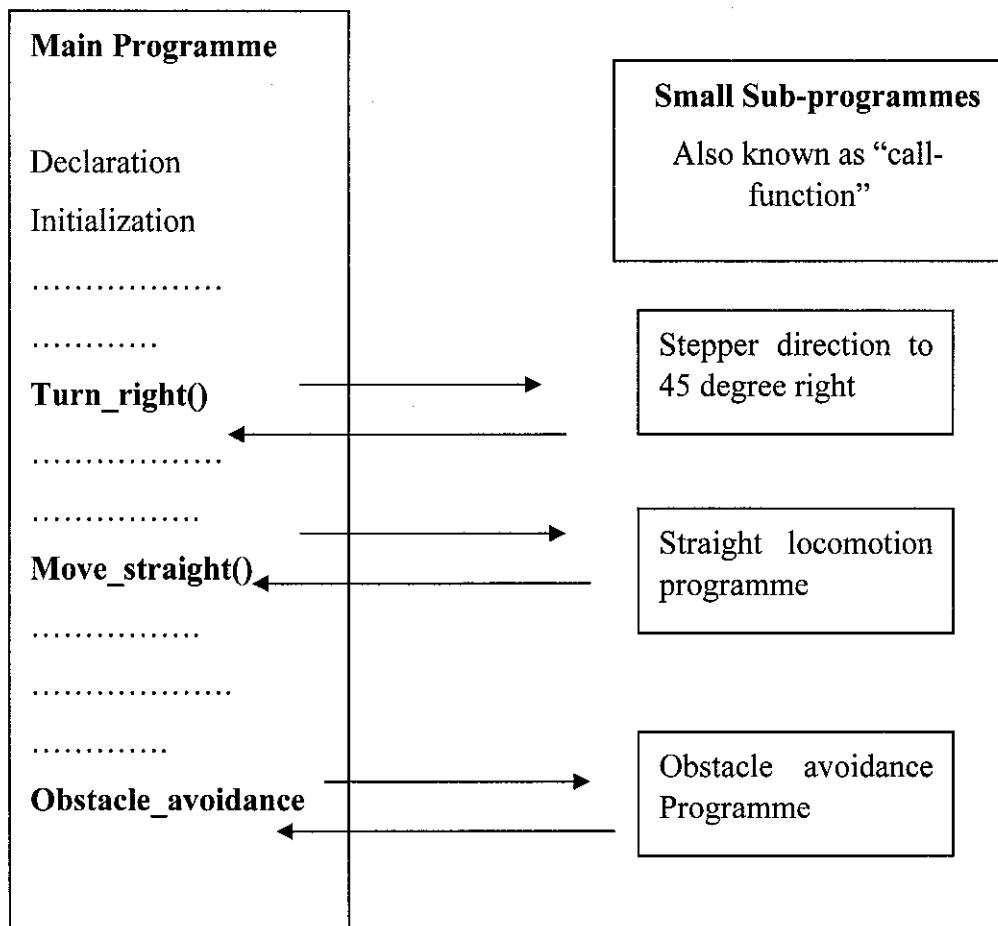 Main Programme
Declaration
Initialization
...................
............
Turn_right()
...................
.................
Move_straight()
.................
....................
.............
Obstacle_avoidance
Small Sub-programmes
Also known as “call-
function”
Stepper direction to
45 degree right
Straight locomotion
programme
Obstacle avoidance
Programme